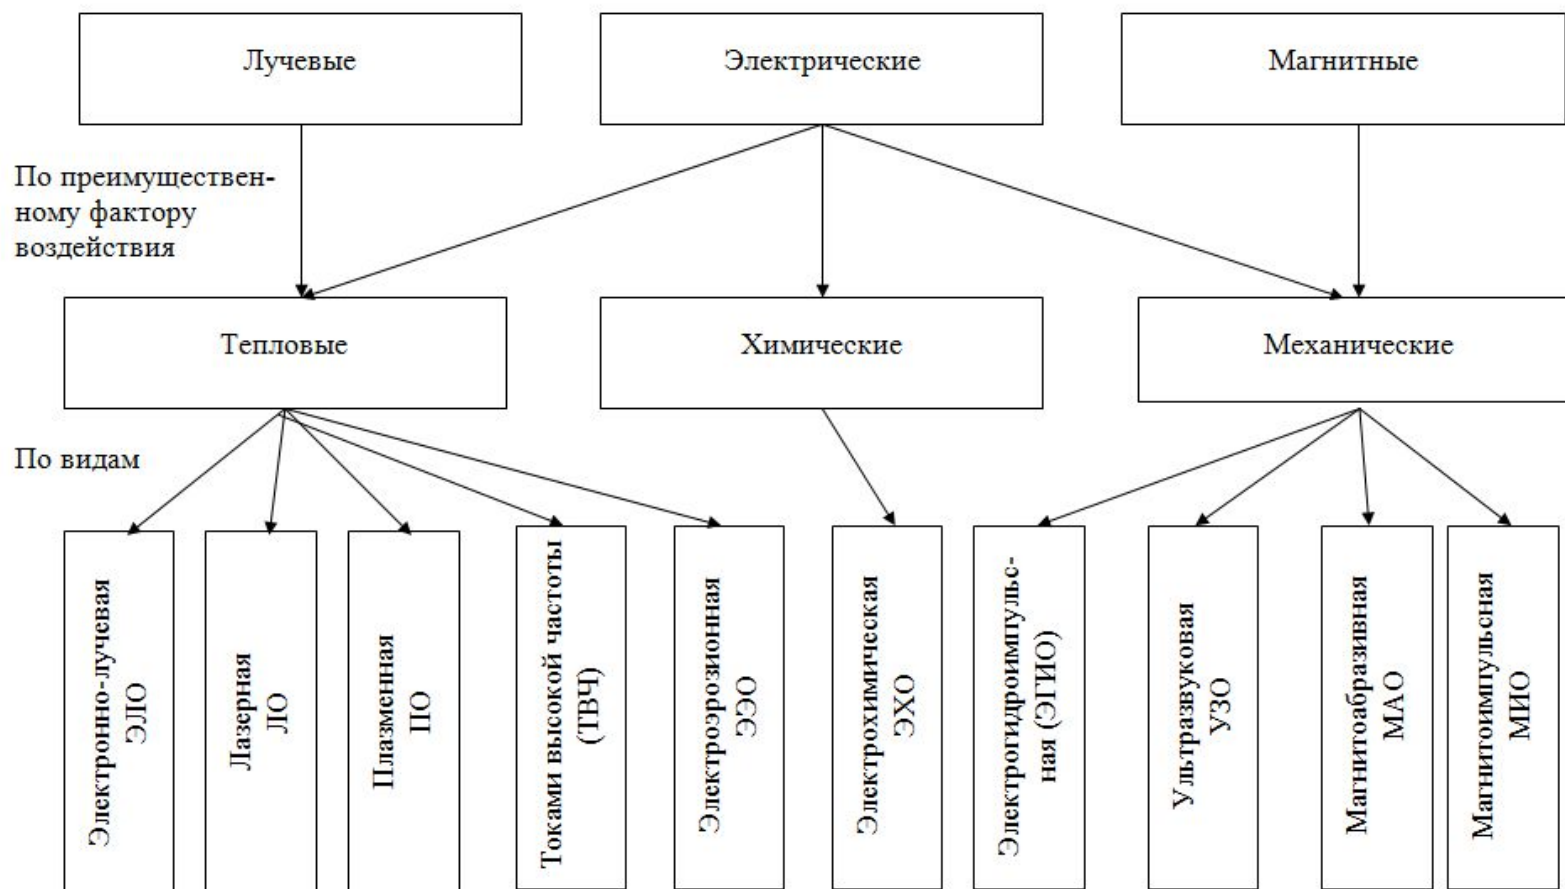 Лучевые
Электрические
Магнитные
По преимуществен-
ному фактору
воздействия
Тепловые
Химические
Механические
По видам
Электронно-лучевая
ЭЛО
Лазерная
ЛО
Плазменная
ПО
Токами высокой частоты
(ТВЧ)
Электроэрозионная
ЭЭО
Электрохимическая
ЭХО
Электрогидроимпульс-
ная (ЭГИО)
Ультразвуковая
УЗО
Магнитоабразивная
МАО
Магнитоимпульсная
МИО